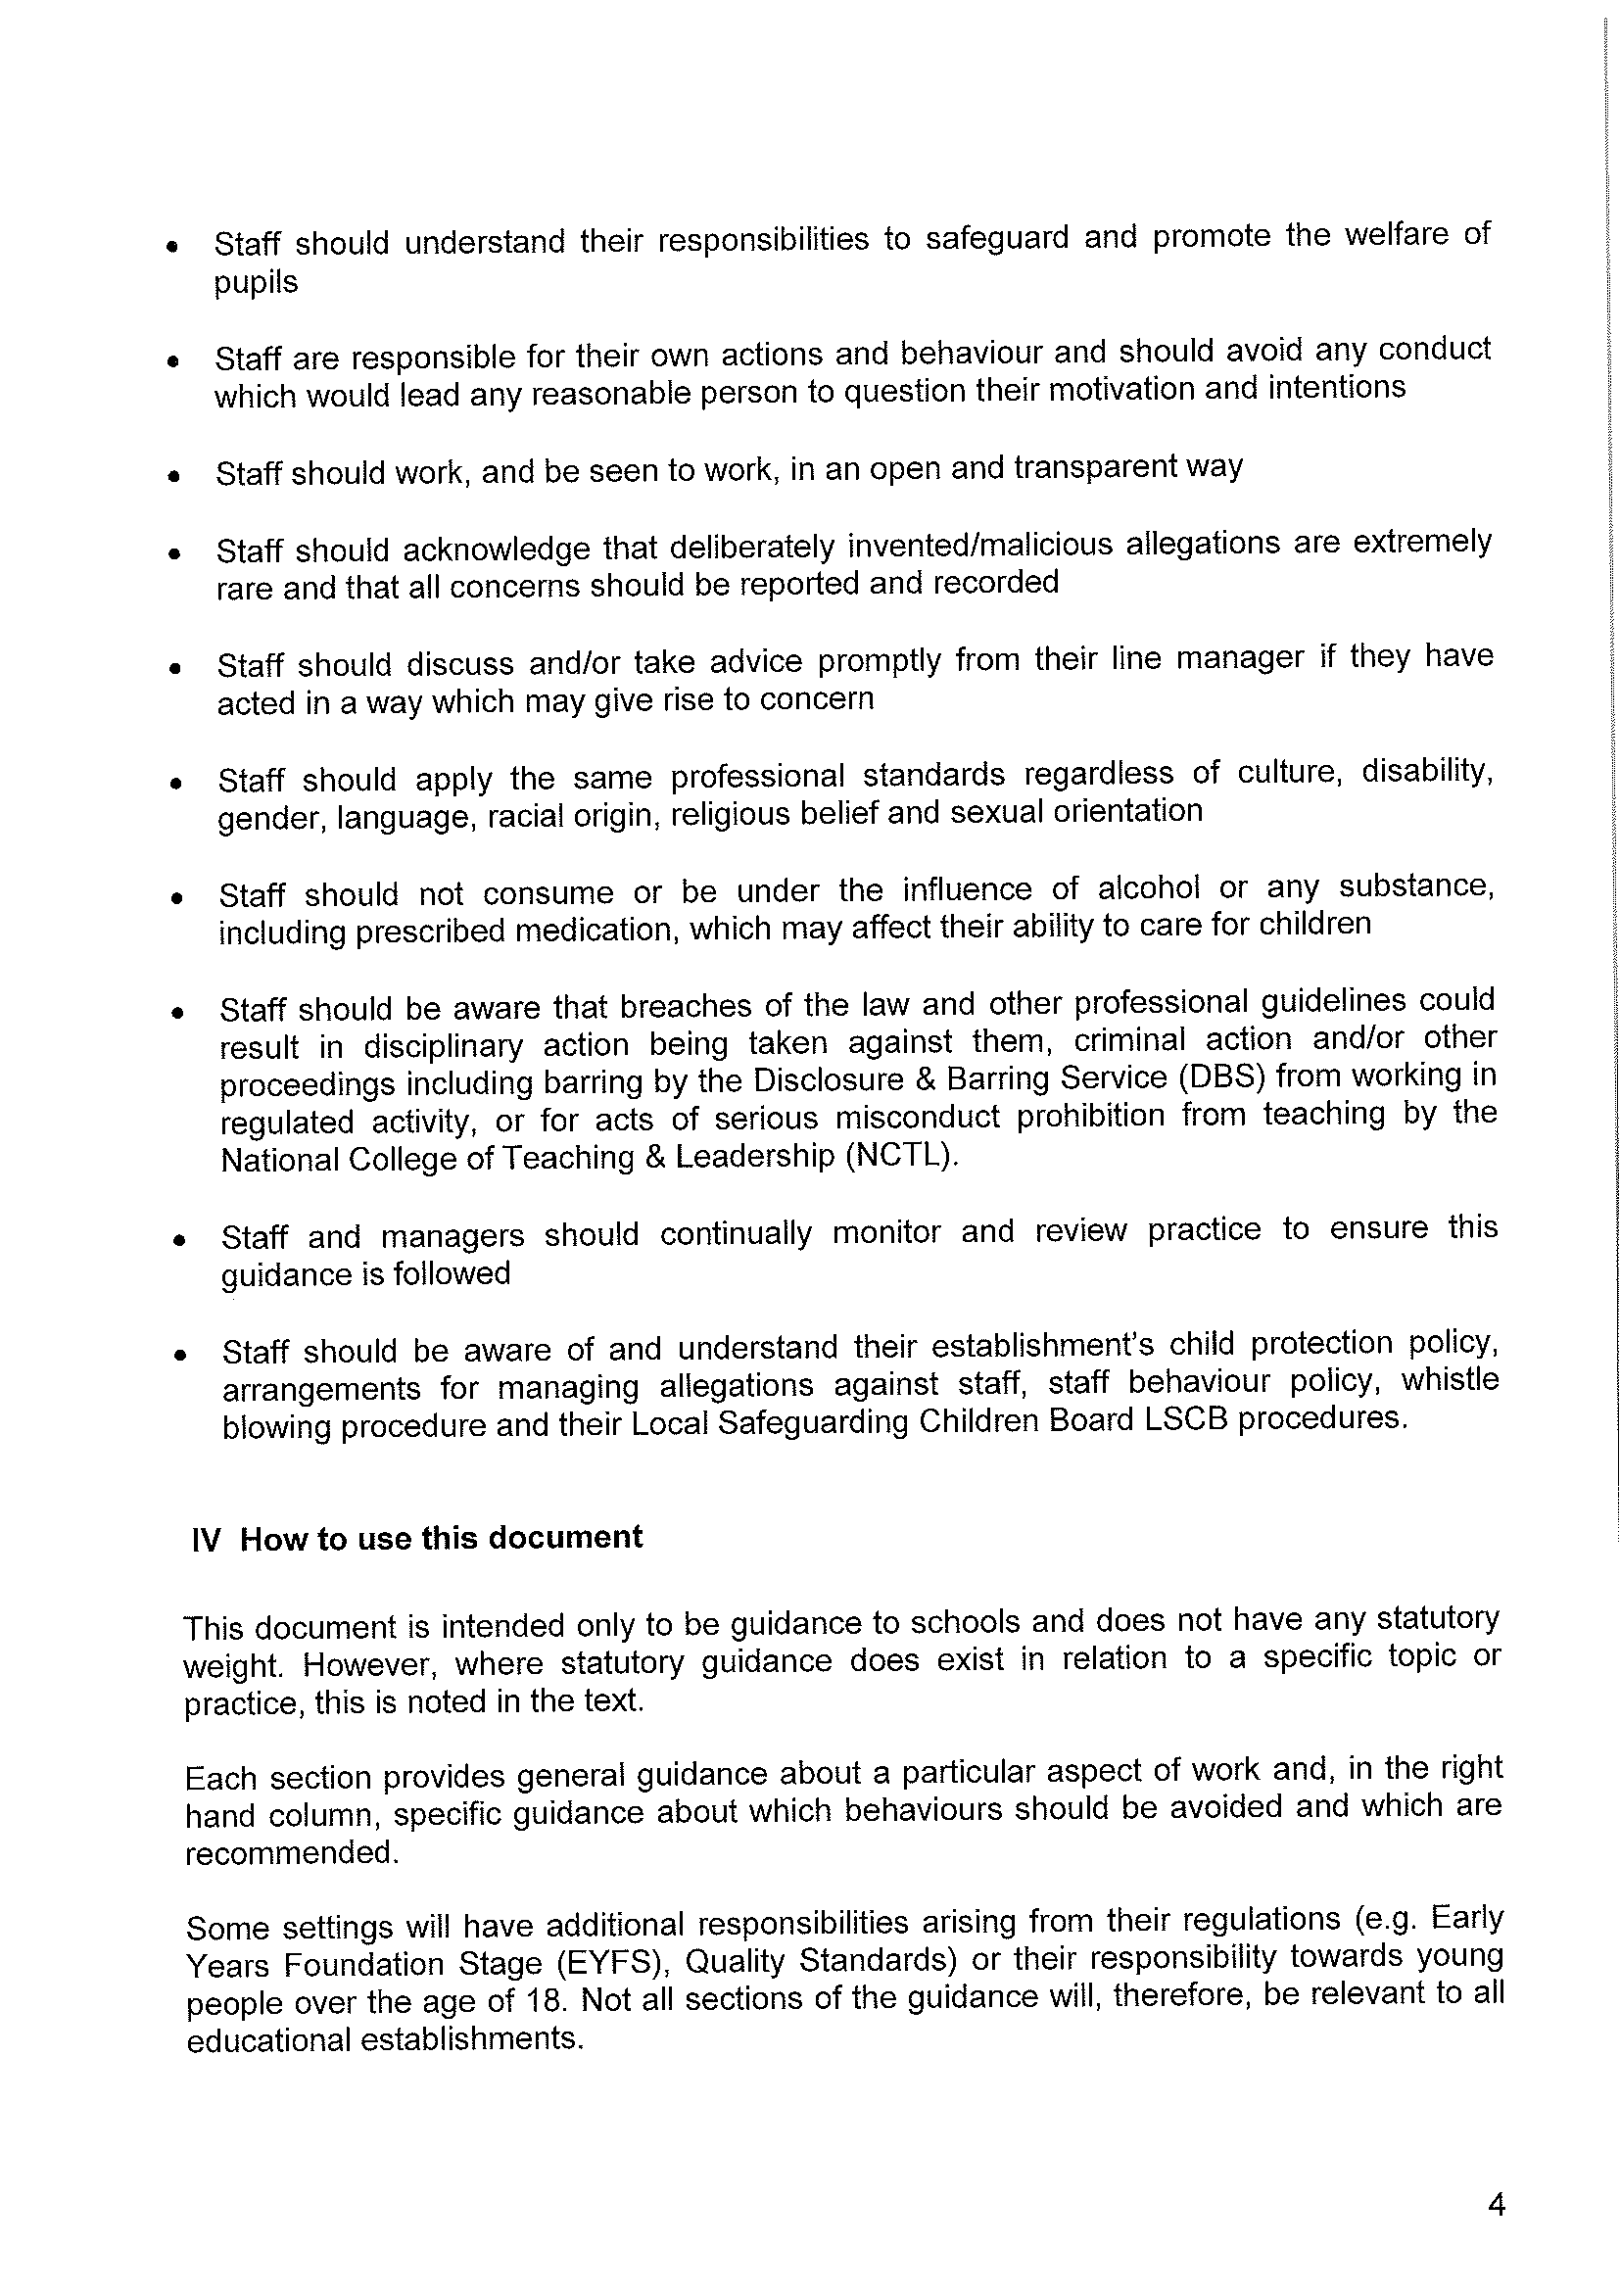 • Staff should understand their responsibilities to safeguard and promote the welfare of
pupils
• Staff are responsible for their own actions and behaviour and should avoid any conduct
which would lead any reasonable person to question their motivation and intentions
• Staff should work, and be seen to work, in an open and transparent way
• Staff should acknowledge that deliberately invented/malicious allegations are extremely
rare and that all concerns should be reported and recorded
• Staff should discuss and/or take advice promptly from their line manager if they have
acted in a way which may give rise to concern
• Staff should apply the same professional standards regardless of culture, disability,
gender, language, racial origin, religious belief and sexual orientation
• Staff should not consume or be under the influence of alcohol or any substance,
including prescribed medication, which may affect their ability to care for children
• Staff should be aware that breaches of the law and other professional guidelines could
result in disciplinary action being taken against them, criminal action and/or other
proceedings including barring by the Disclosure & Barring Service (DBS) from working in
regulated activity, or for acts of serious misconduct prohibition from teaching by the
National College of Teaching & Leadership (NCTL).
• Staff and managers should continually monitor and review practice to ensure this
guidance is followed
• Staff should be aware of and understand their establishment's child protection policy,
arrangements for managing allegations against staff, staff behaviour policy, whistle
blowing procedure and their Local Safeguarding Children Board LSCB procedures.
IV How to use this document
This document is intended only to be guidance to schools and does not have any statutory
weight. However, where statutory guidance does exist in relation to a specific topic or
practice, this is noted in the text.
Each section provides general guidance about a particular aspect of work and, in the right
hand column, specific guidance about which behaviours should be avoided and which are
recommended.
Some settings will have additional responsibilities arising from their regulations (e.g. Early
Years Foundation Stage (EYFS), Quality Standards) or their responsibility towards young
people over the age of 18. Not all sections of the guidance will, therefore, be relevant to all
educational establishments.
4